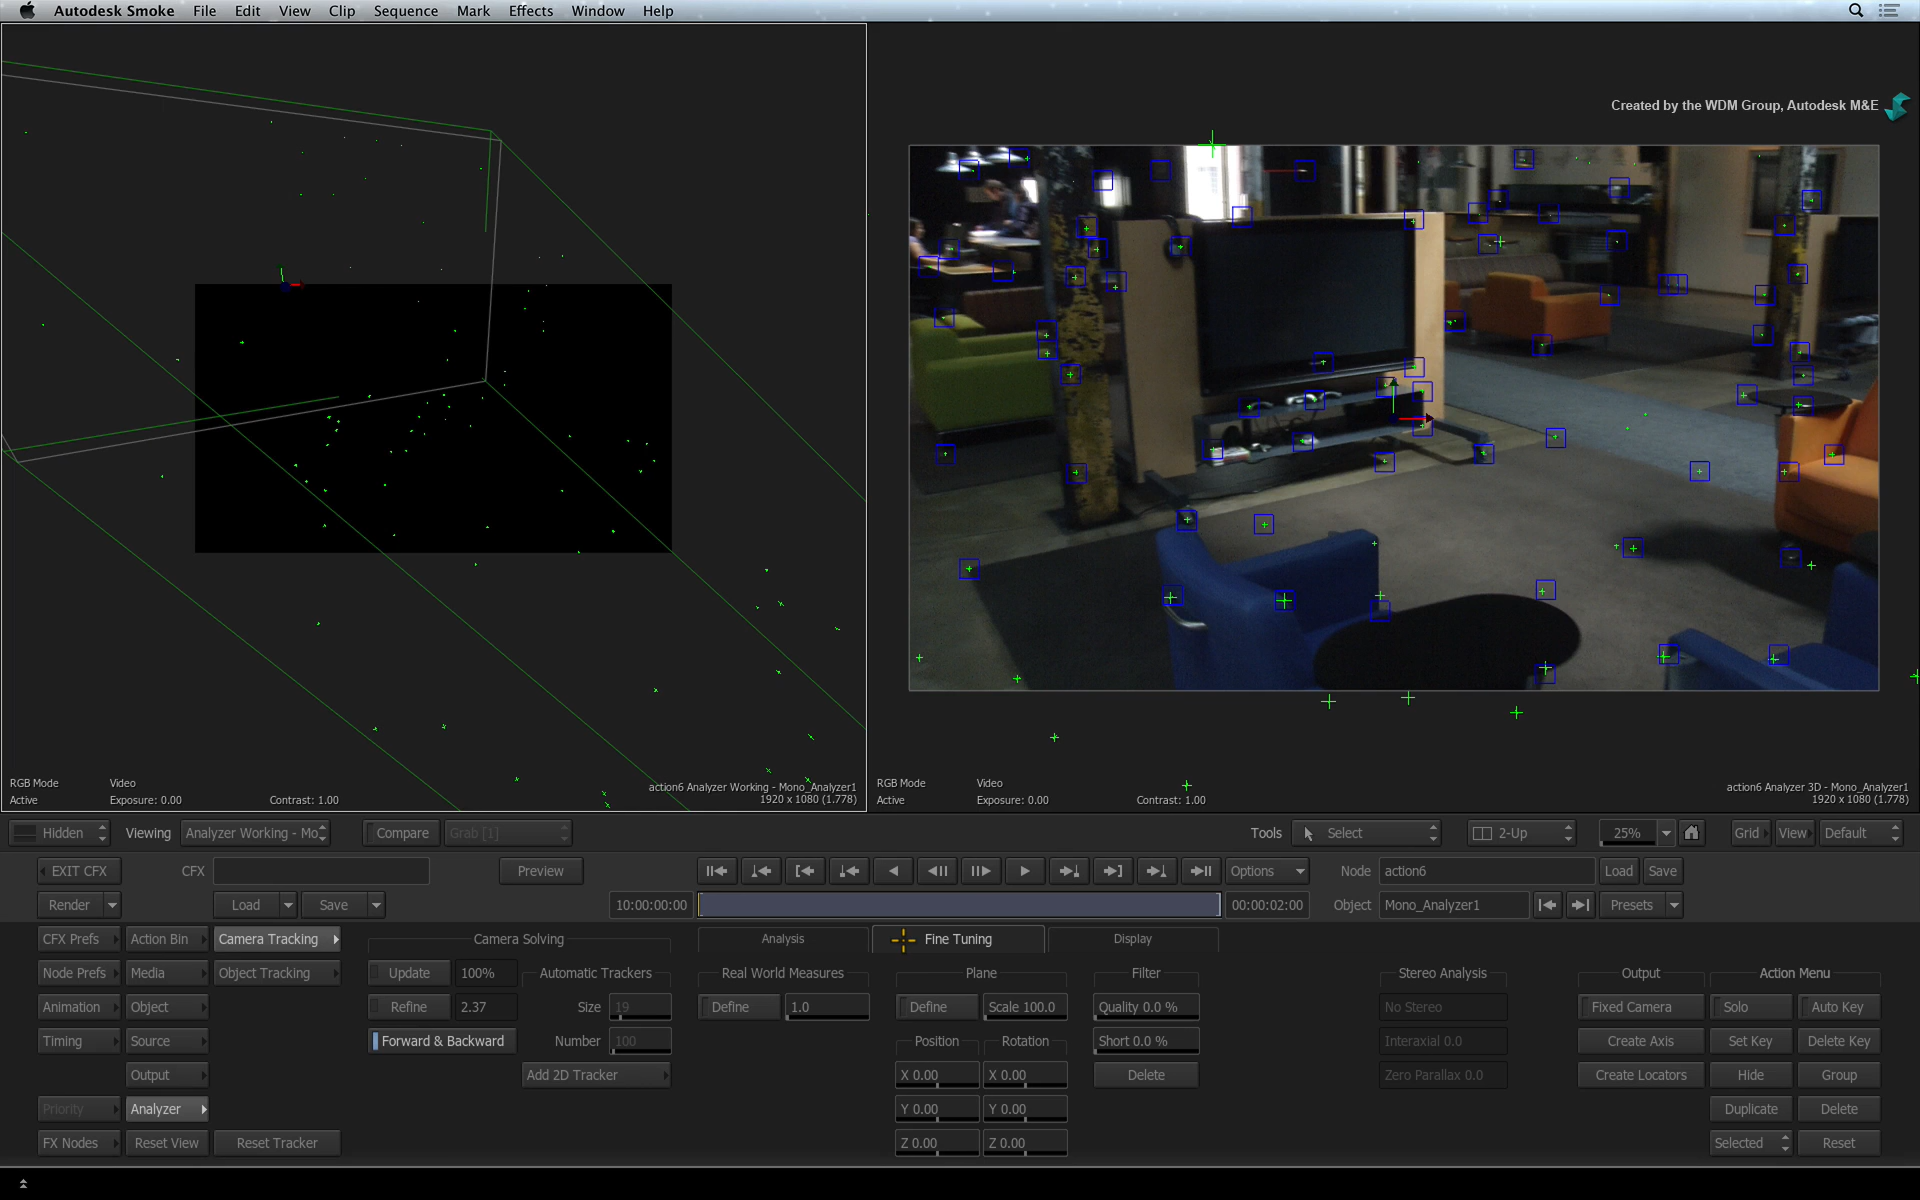 Autodesk Smoke File Edit View Clip Sequence Mark Effects Window Help
Created by the WDM Group, Autodesk M&E
RGB Mode Video action6 Analyzer Working - Mono_Analyzer1
Active Exposure: 0.00 Contrast: 1.00 1920 x 1080 (1.778)
RGB Mode Video action6 Analyzer 3D - Mono_Analyzer1
Active Exposure: 0.00 Contrast: 1.00 1920 x 1080 (1.778)
Hidden Viewing Analyzer Working - Mo Compare Grab [1] Tools Select 2-Up 25% Grid View Default
EXIT CFX CFX Preview Options Node action6 Load Save
Render Load Save 10:00:00:00 00:00:02:00 Object Mono_Analyzer1 Presets
CFX Prefs Action Bin Camera Tracking Camera Solving Analysis Fine Tuning Display
Node Prefs Media Object Tracking Update 100% Automatic Trackers Real World Measures Plane Filter Stereo Analysis Output Action Menu
Animation Object Refine 2.37 Size 19 Define 1.0 Define Scale 100.0 Quality 0.0 % No Stereo Fixed Camera Solo Auto Key
Timing Source Forward & Backward Number 100 Position Rotation Short 0.0 % Interaxial 0.0 Create Axis Set Key Delete Key
Output Add 2D Tracker X 0.00 X 0.00 Delete Zero Parallax 0.0 Create Locators Hide Group
Priority Analyzer Y 0.00 Y 0.00 Duplicate Delete
FX Nodes Reset View Reset Tracker Z 0.00 Z 0.00 Selected Reset